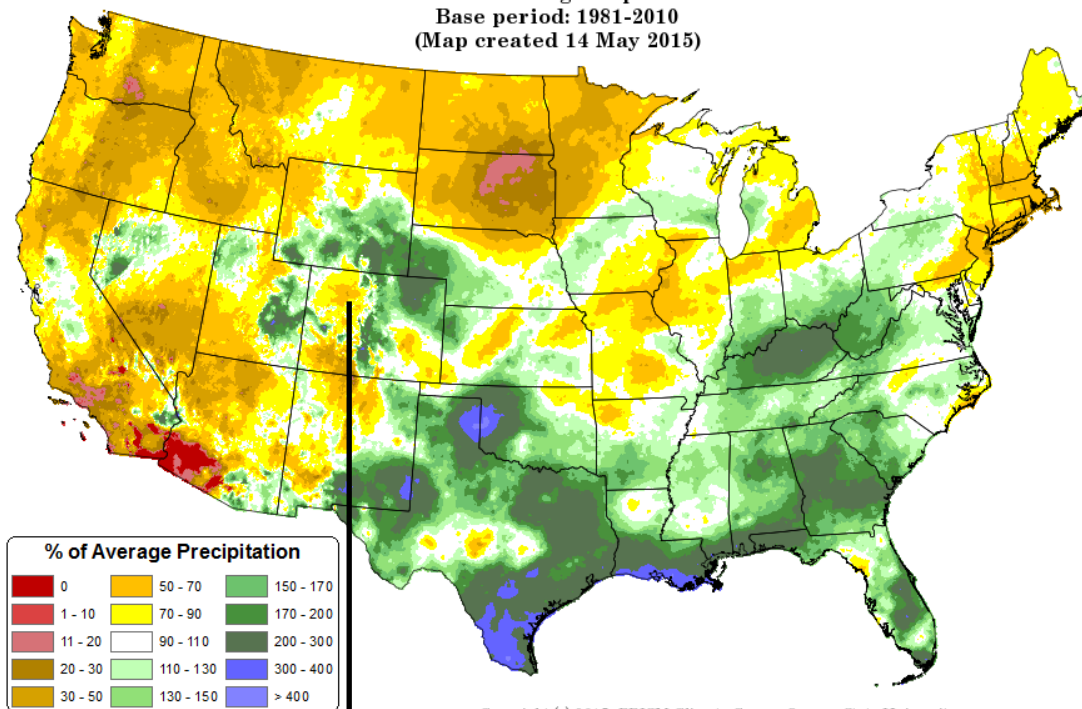 Base period: 1981-2010
(Map created 14 May 2015)
% of Average Precipitation
0
1 - 10
11 - 20
20 - 30
30 - 50
50 - 70
70 - 90
90 - 110
110 - 130
130 - 150
150 - 170
170 - 200
200 - 300
300 - 400
> 400